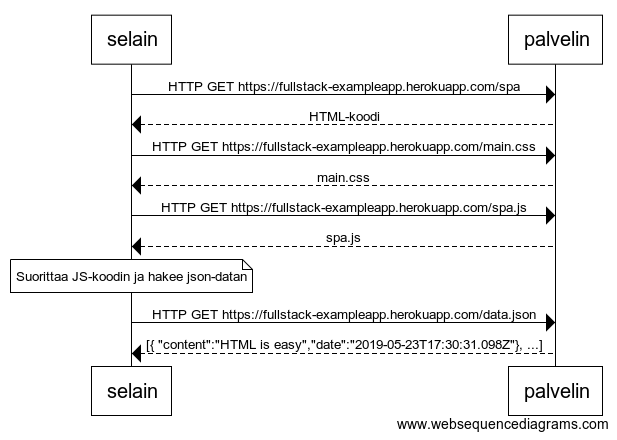 selain
palvelin
HTTP GET https://fullstack-exampleapp.herokuapp.com/spa
HTML-koodi
HTTP GET https://fullstack-exampleapp.herokuapp.com/main.css
main.css
HTTP GET https://fullstack-exampleapp.herokuapp.com/spa.js
spa.js
Suorittaa JS-koodin ja hakee json-datan
HTTP GET https://fullstack-exampleapp.herokuapp.com/data.json
[{ "content":"HTML is easy","date":"2019-05-23T17:30:31.098Z"}, ...]
selain
palvelin
www.websequencediagrams.com